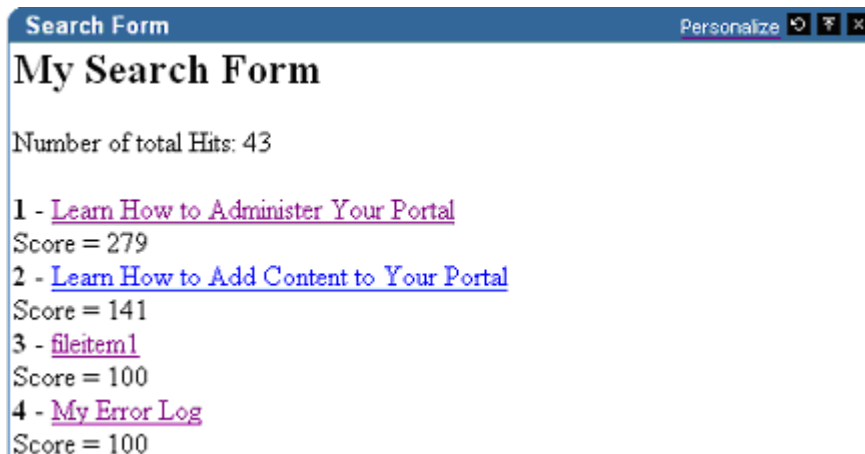 Search Form Personalize
My Search Form
Number of total Hits: 43
1 - Learn How to Administer Your Portal
Score = 279
2 - Learn How to Add Content to Your Portal
Score = 141
3 - fileitem1
Score = 100
4 - My Error Log
Score = 100